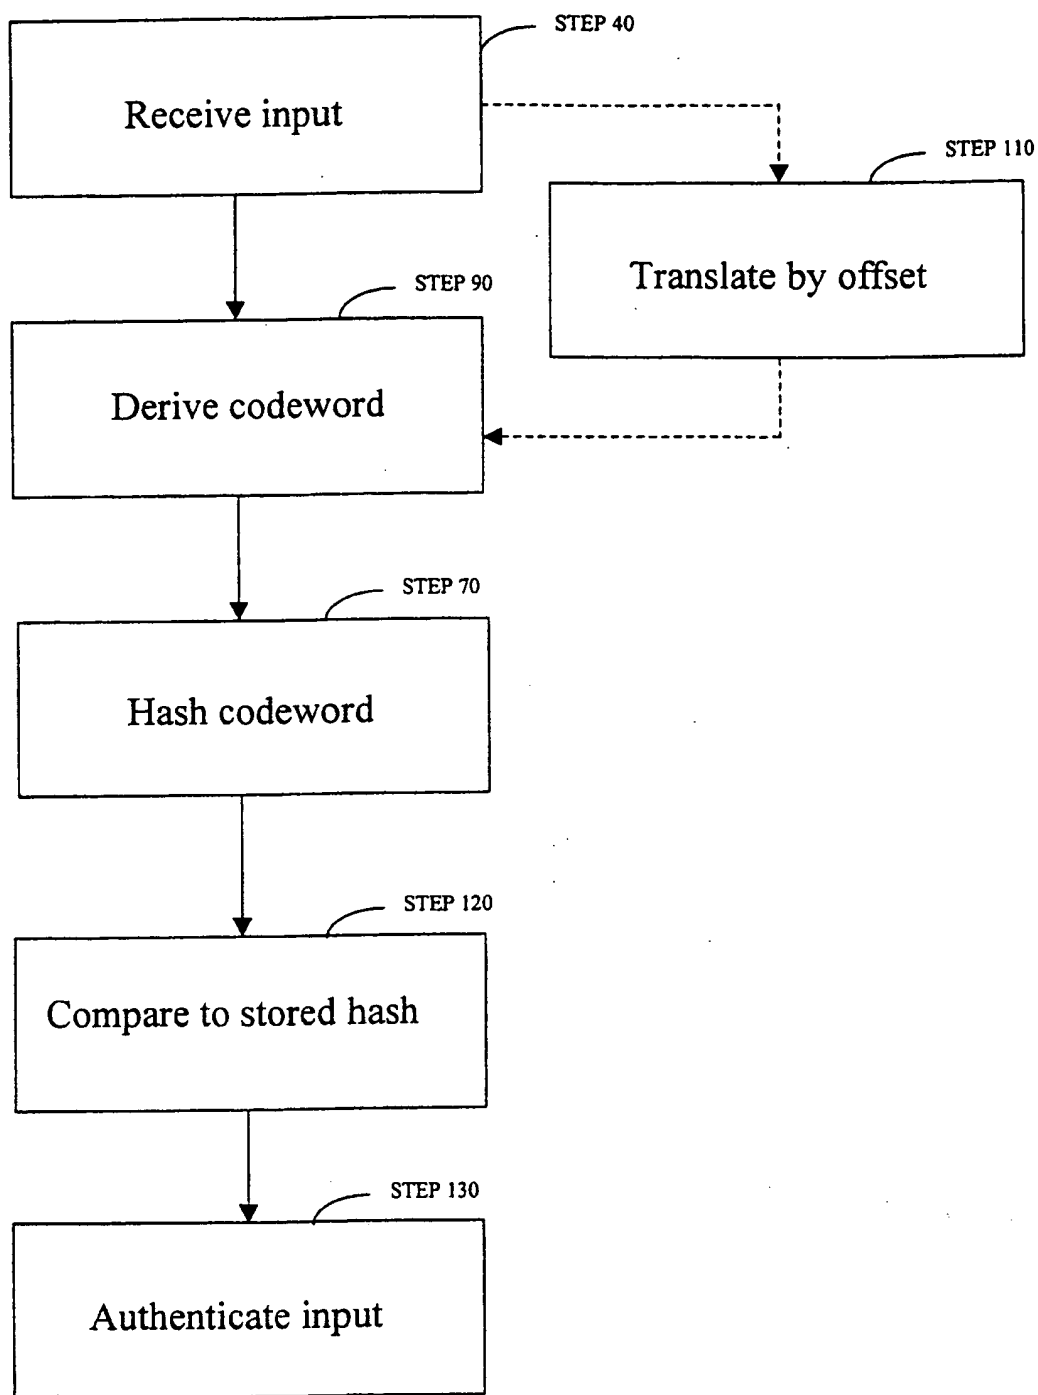 STEP 40
Receive input
STEP 110
Translate by offset
STEP 90
Derive codeword
STEP 70
Hash codeword
STEP 120
Compare to stored hash
STEP 130
Authenticate input